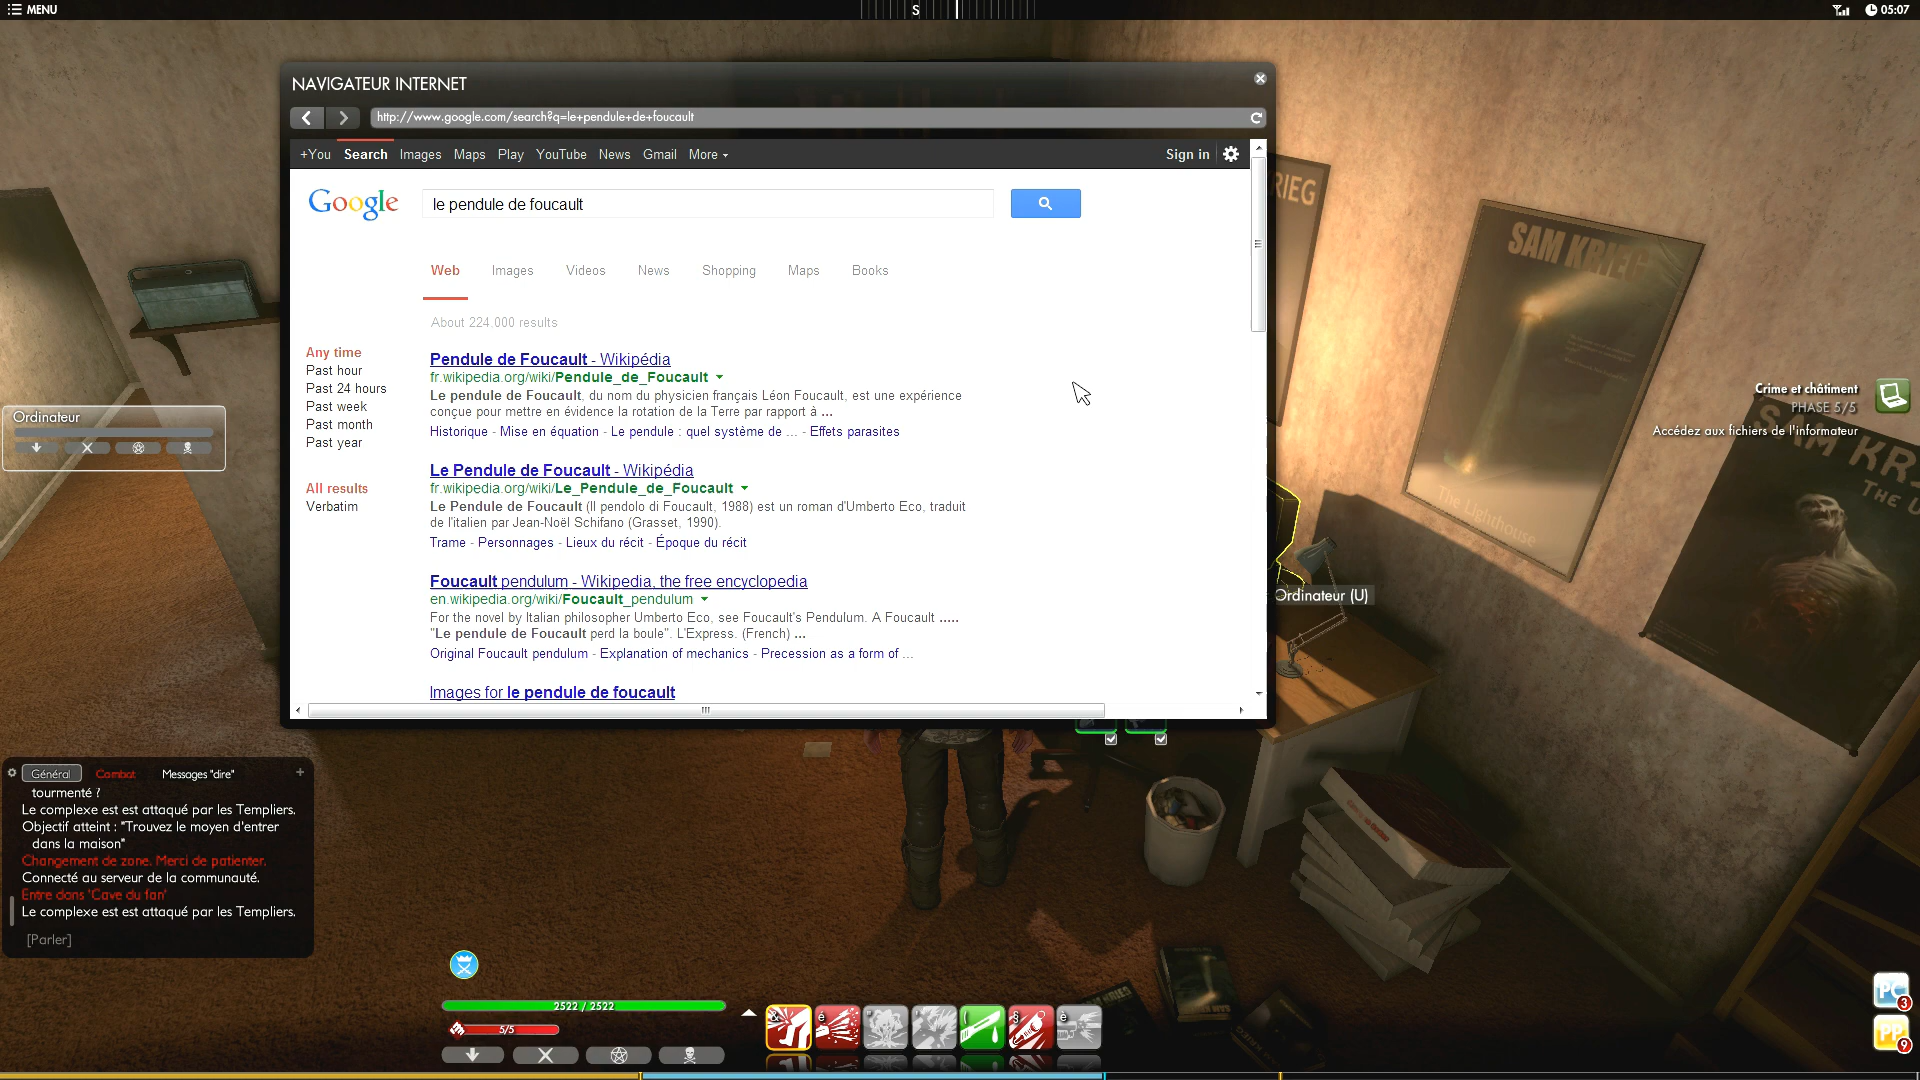 MENU
S
05:07
NAVIGATEUR INTERNET
http://www.google.com/search?q=le+pendule+de+foucault
+You Search Images Maps Play YouTube News Gmail More
Sign in
Google
le pendule de foucault
Web Images Videos News Shopping Maps Books
About 224,000 results
Any time
Past hour
Past 24 hours
Past week
Past month
Past year
All results
Verbatim
Pendule de Foucault - Wikipédia
fr.wikipedia.org/wiki/Pendule_de_Foucault
Le pendule de Foucault, du nom du physicien français Léon Foucault, est une expérience
conçue pour mettre en évidence la rotation de la Terre par rapport à ...
Historique - Mise en équation - Le pendule : quel système de ... - Effets parasites
Le Pendule de Foucault - Wikipédia
fr.wikipedia.org/wiki/Le_Pendule_de_Foucault
Le Pendule de Foucault (Il pendolo di Foucault, 1988) est un roman d'Umberto Eco, traduit
de l'italien par Jean-Noël Schifano (Grasset, 1990).
Trame - Personnages - Lieux du récit - Époque du récit
Foucault pendulum - Wikipedia, the free encyclopedia
en.wikipedia.org/wiki/Foucault_pendulum
For the novel by Italian philosopher Umberto Eco, see Foucault's Pendulum. A Foucault .....
"Le pendule de Foucault perd la boule". L'Express. (French) ...
Original Foucault pendulum - Explanation of mechanics - Precession as a form of ...
Images for le pendule de foucault
RIEG
SAM KRIEG
The Lighthouse
SAM KR
THE
Crime et châtiment
PHASE 5/5
Accédez aux fichiers de l'informateur
Ordinateur
Ordinateur (U)
Général Combat Messages "dire"
tourmenté ?
Le complexe est est attaqué par les Templiers.
Objectif atteint : "Trouvez le moyen d'entrer
dans la maison"
Changement de zone. Merci de patienter.
Connecté au serveur de la communauté.
Entre dans 'Cave du fan'
Le complexe est est attaqué par les Templiers.
[Parler]
2522 / 2522
5/5
& é " ' ( § è
PC
3
PP
9